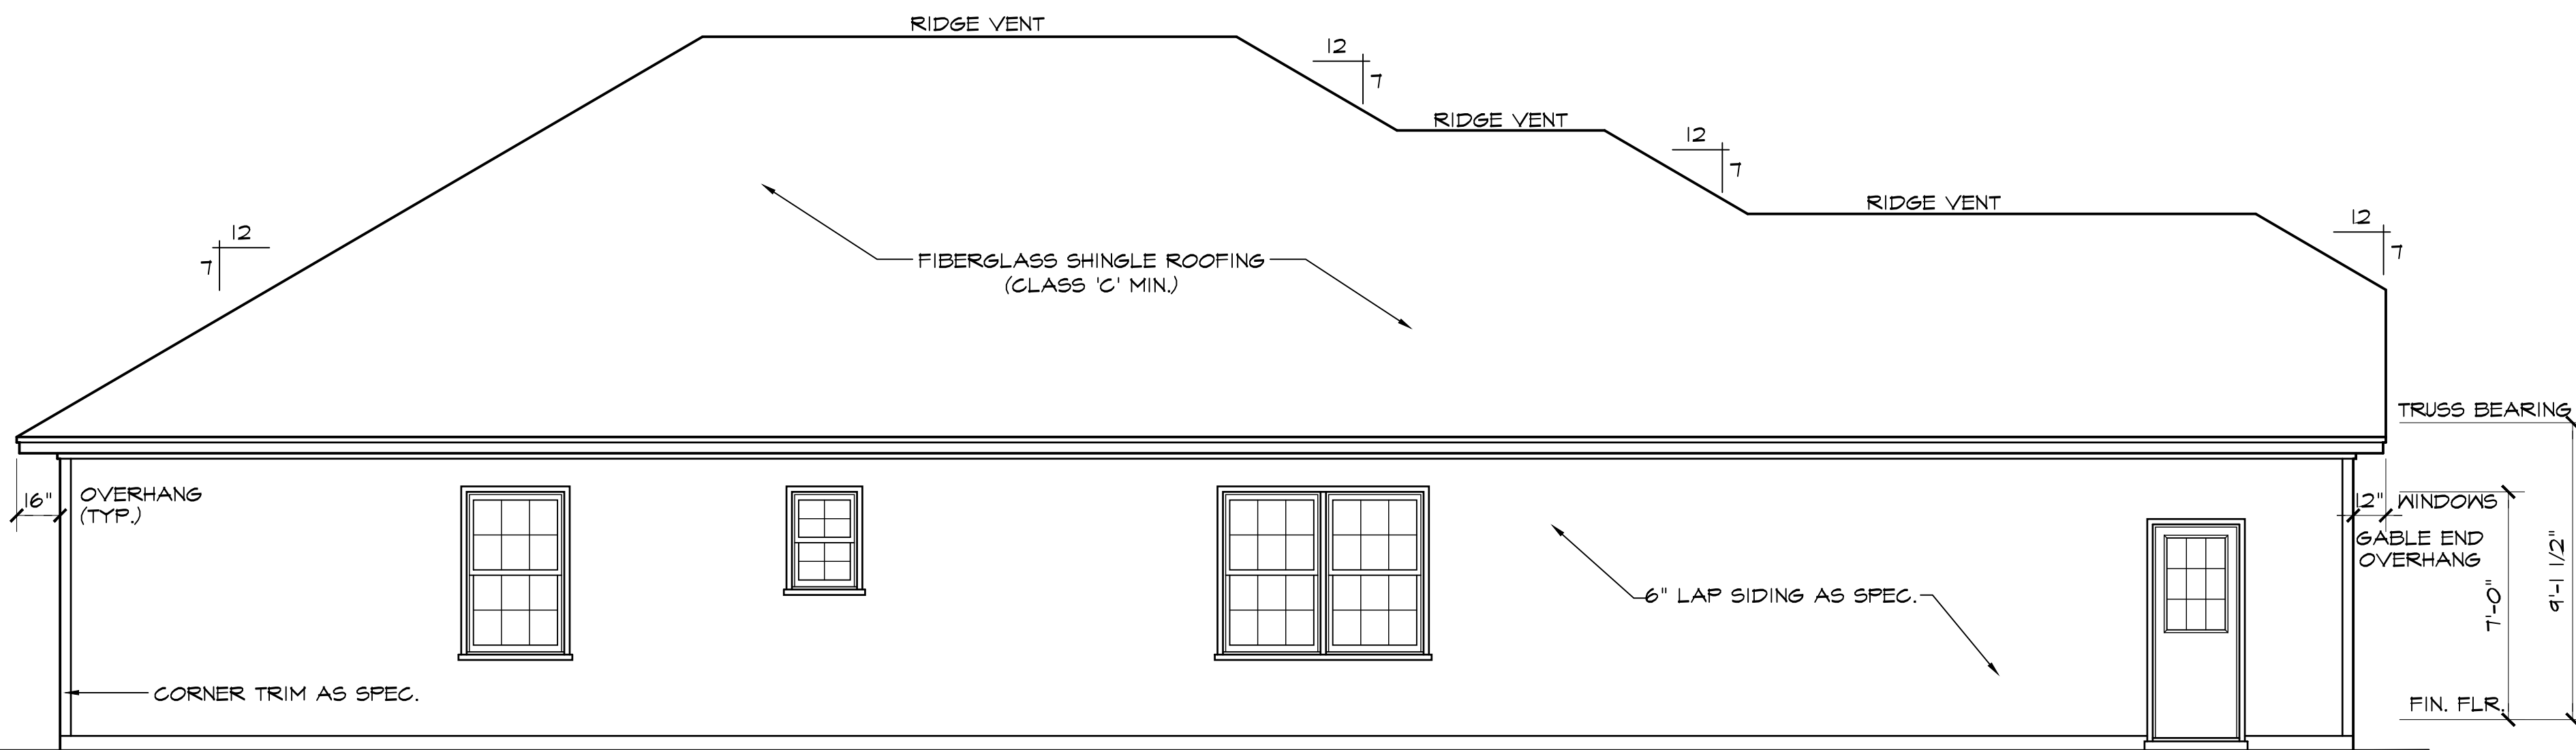 RIDGE VENT
12
7
RIDGE VENT
12
7
RIDGE VENT
12
7
12
7
FIBERGLASS SHINGLE ROOFING
(CLASS 'C' MIN.)
TRUSS BEARING
16"
OVERHANG
(TYP.)
12"
WINDOWS
GABLE END
OVERHANG
6" LAP SIDING AS SPEC.
7'-0"
9'-1 1/2"
CORNER TRIM AS SPEC.
FIN. FLR.